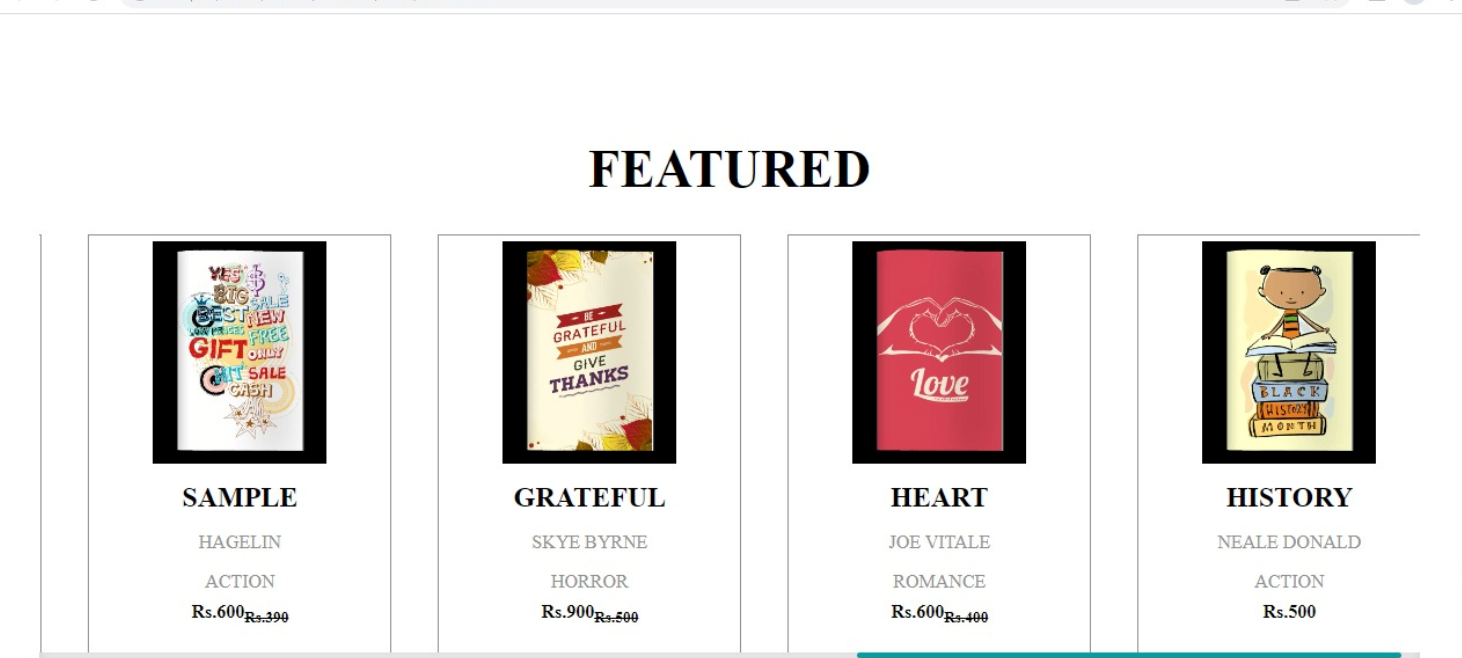 FEATURED
YES $
BIG SALE
BEST NEW
LOW PRICES FREE
GIFT ONLY
HIT SALE
CASH
SAMPLE
HAGELIN
ACTION
Rs.600 Rs.390
BE
GRATEFUL
AND
GIVE
THANKS
GRATEFUL
SKYE BYRNE
HORROR
Rs.900 Rs.500
Love
HEART
JOE VITALE
ROMANCE
Rs.600 Rs.400
BLACK
HISTORY
MONTH
HISTORY
NEALE DONALD
ACTION
Rs.500